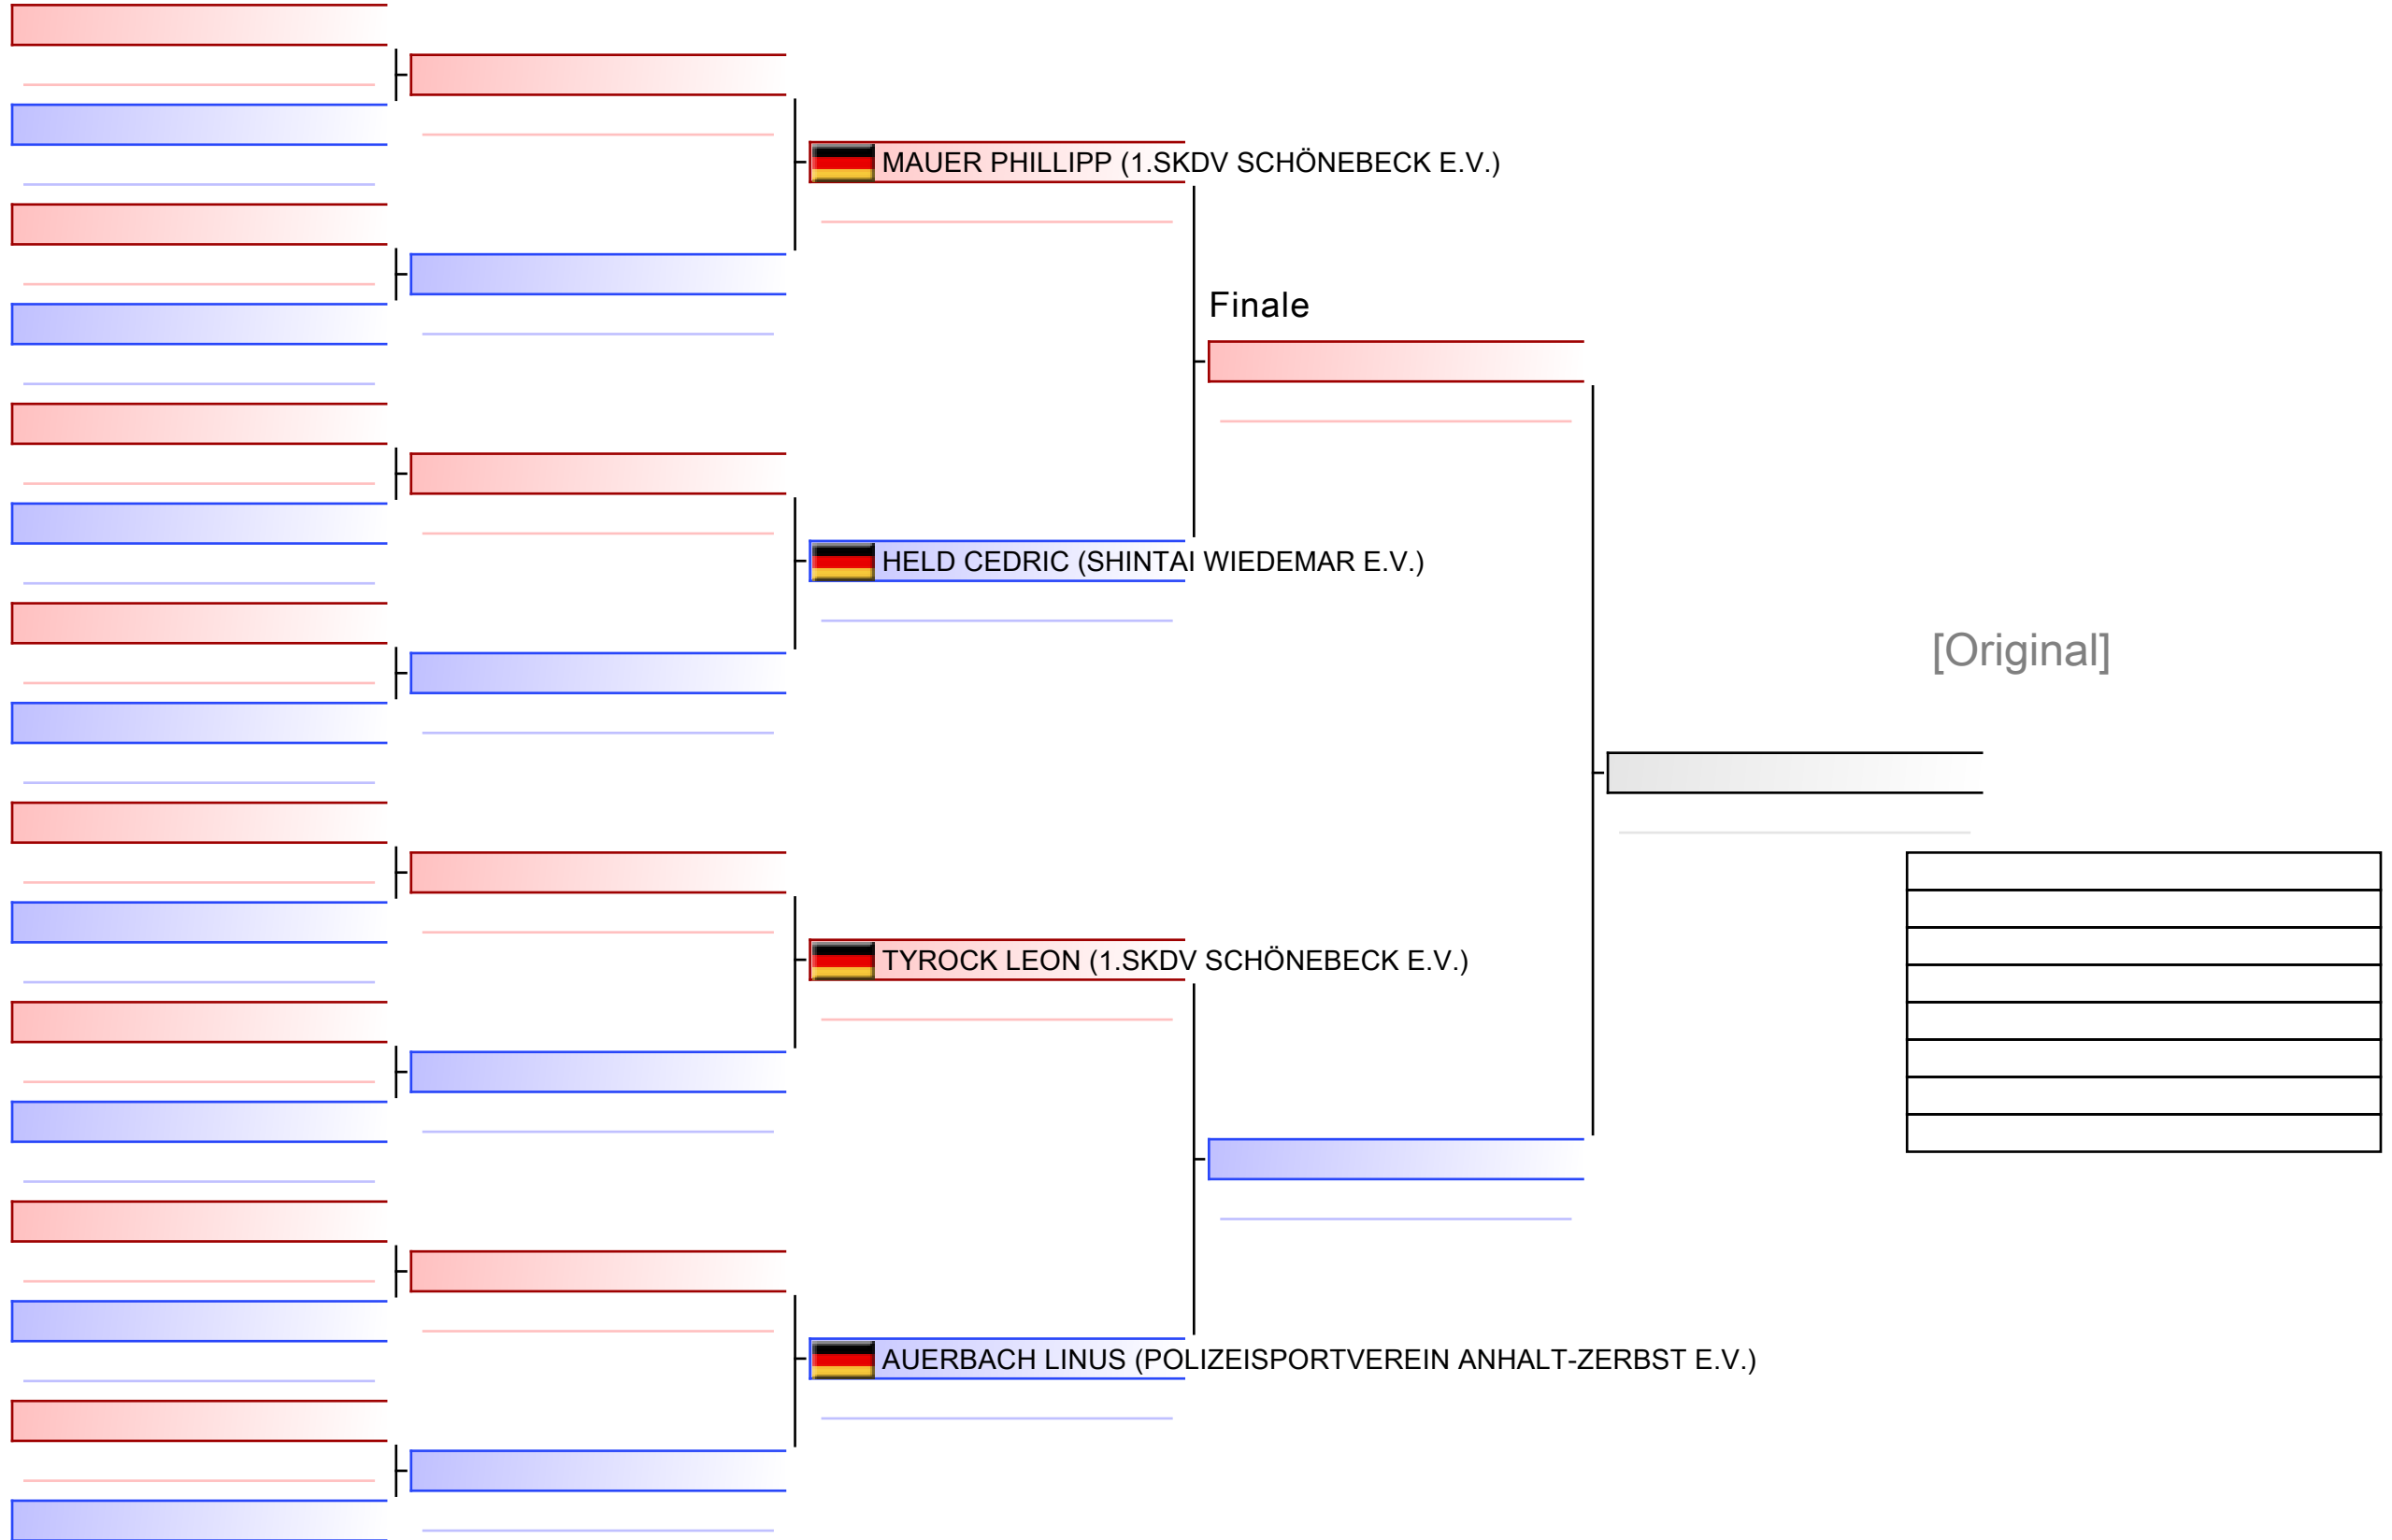 MAUER PHILLIPP (1.SKDV SCHÖNEBECK E.V.)
Finale
HELD CEDRIC (SHINTAI WIEDEMAR E.V.)
[Original]
TYROCK LEON (1.SKDV SCHÖNEBECK E.V.)
AUERBACH LINUS (POLIZEISPORTVEREIN ANHALT-ZERBST E.V.)